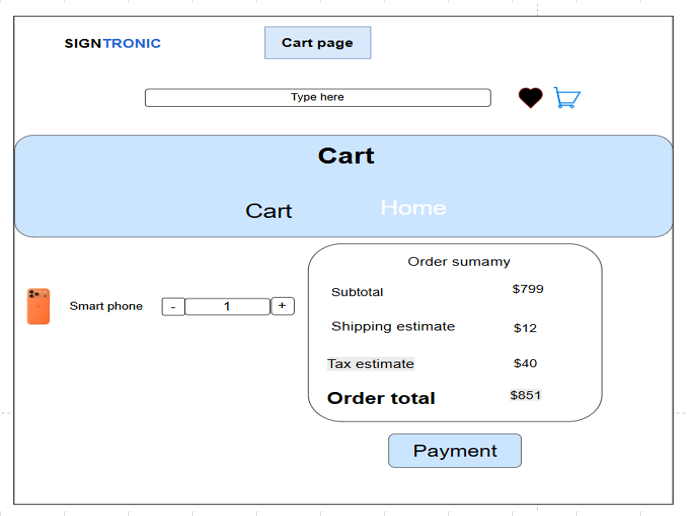 SIGNTRONIC
Cart page
Type here
Cart
Cart
Home
Order sumamy
Subtotal
$799
Smart phone
-
1
+
Shipping estimate
$12
Tax estimate
$40
Order total
$851
Payment